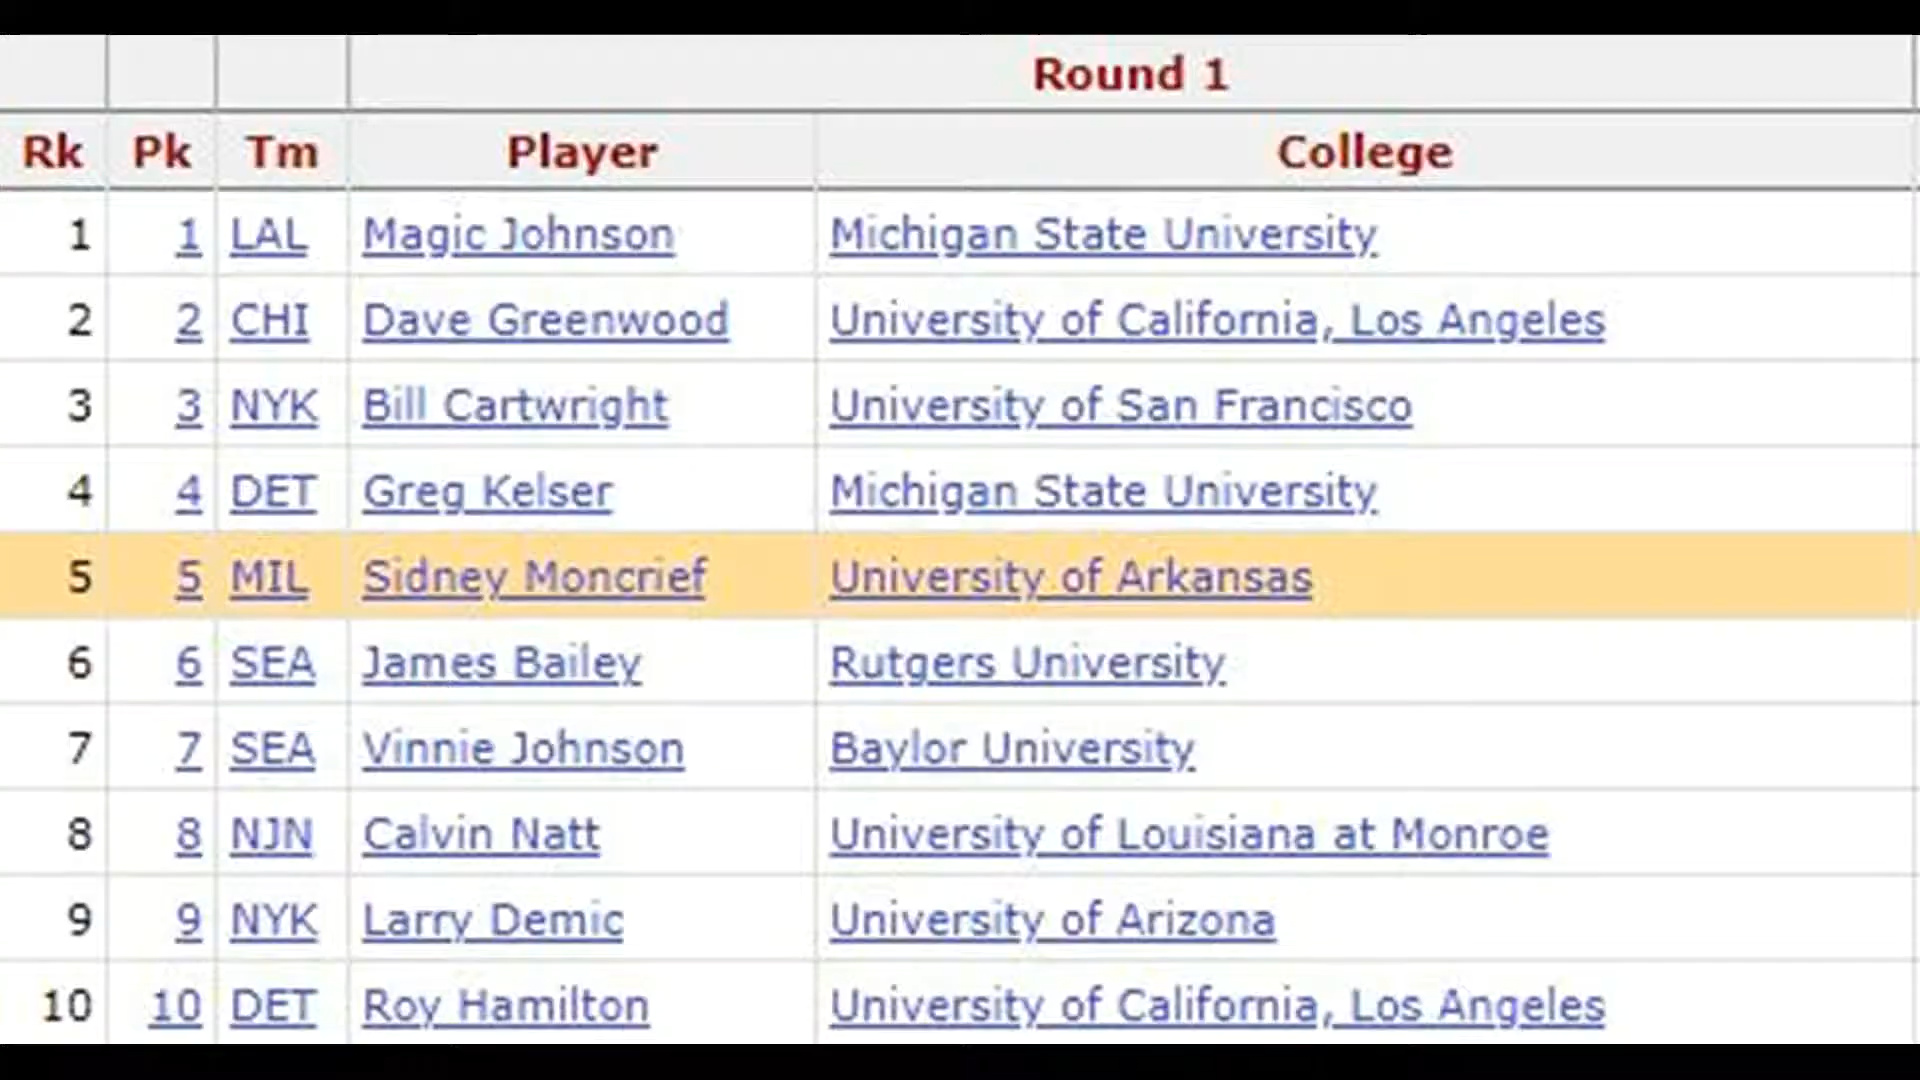 Round 1
Rk Pk Tm Player College
1 1 LAL Magic Johnson Michigan State University
2 2 CHI Dave Greenwood University of California, Los Angeles
3 3 NYK Bill Cartwright University of San Francisco
4 4 DET Greg Kelser Michigan State University
5 5 MIL Sidney Moncrief University of Arkansas
6 6 SEA James Bailey Rutgers University
7 7 SEA Vinnie Johnson Baylor University
8 8 NJN Calvin Natt University of Louisiana at Monroe
9 9 NYK Larry Demic University of Arizona
10 10 DET Roy Hamilton University of California, Los Angeles